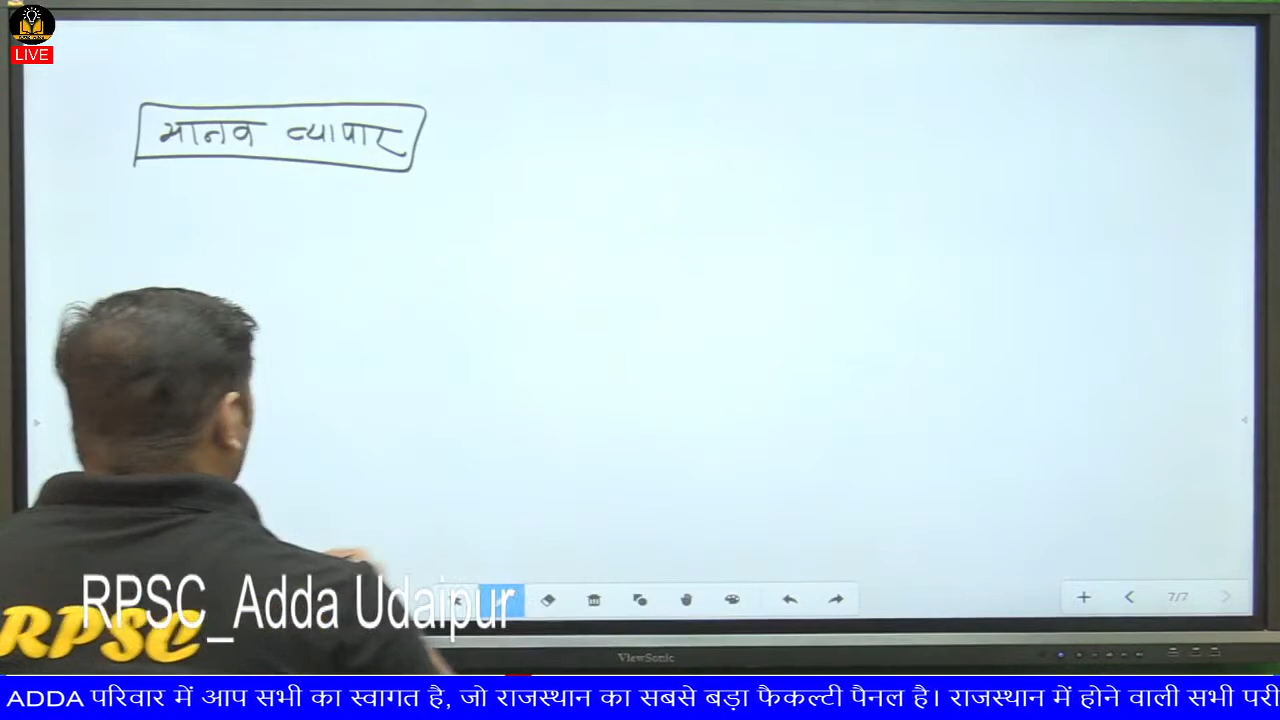 LIVE
मानव व्यापार
RPSC_Adda Udaipur
RPSC
7/7
ViewSonic
ADDA परिवार में आप सभी का स्वागत है, जो राजस्थान का सबसे बड़ा फैकल्टी पैनल है। राजस्थान में होने वाली सभी परी